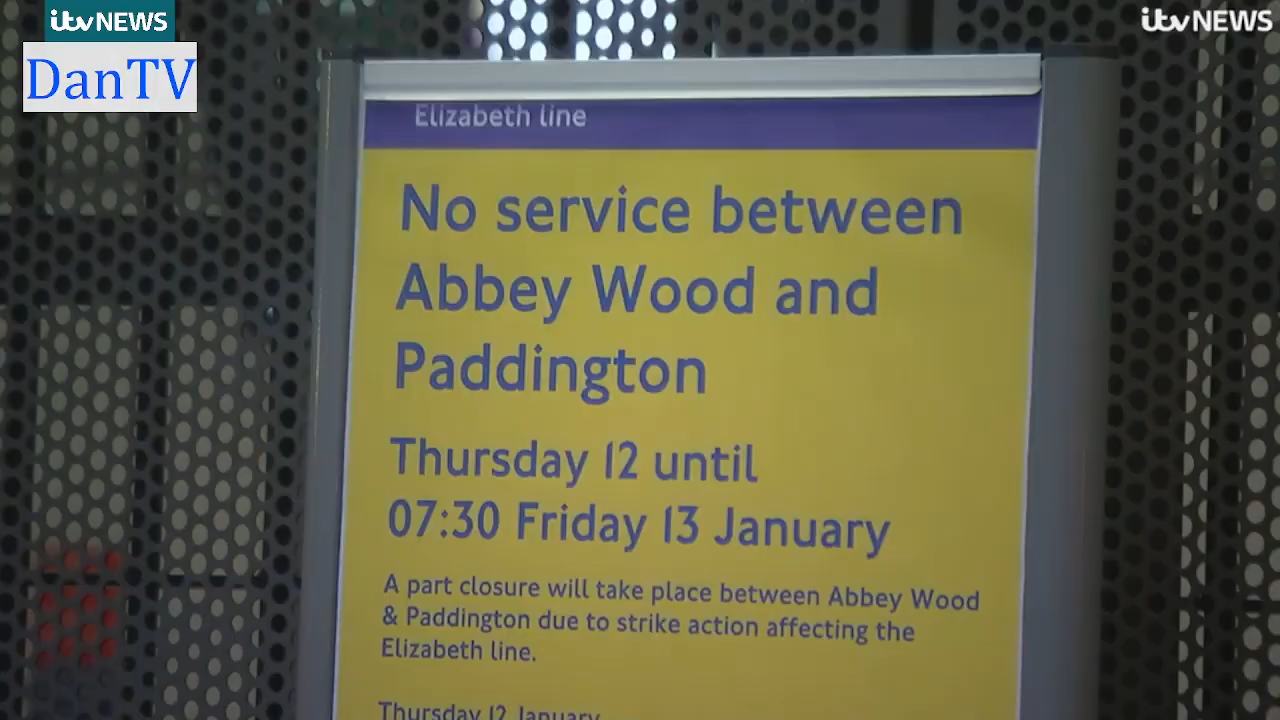 itv NEWS
itv NEWS
DanTV
Elizabeth line
No service between
Abbey Wood and
Paddington
Thursday 12 until
07:30 Friday 13 January
A part closure will take place between Abbey Wood
& Paddington due to strike action affecting the
Elizabeth line.
Thursday 12 January